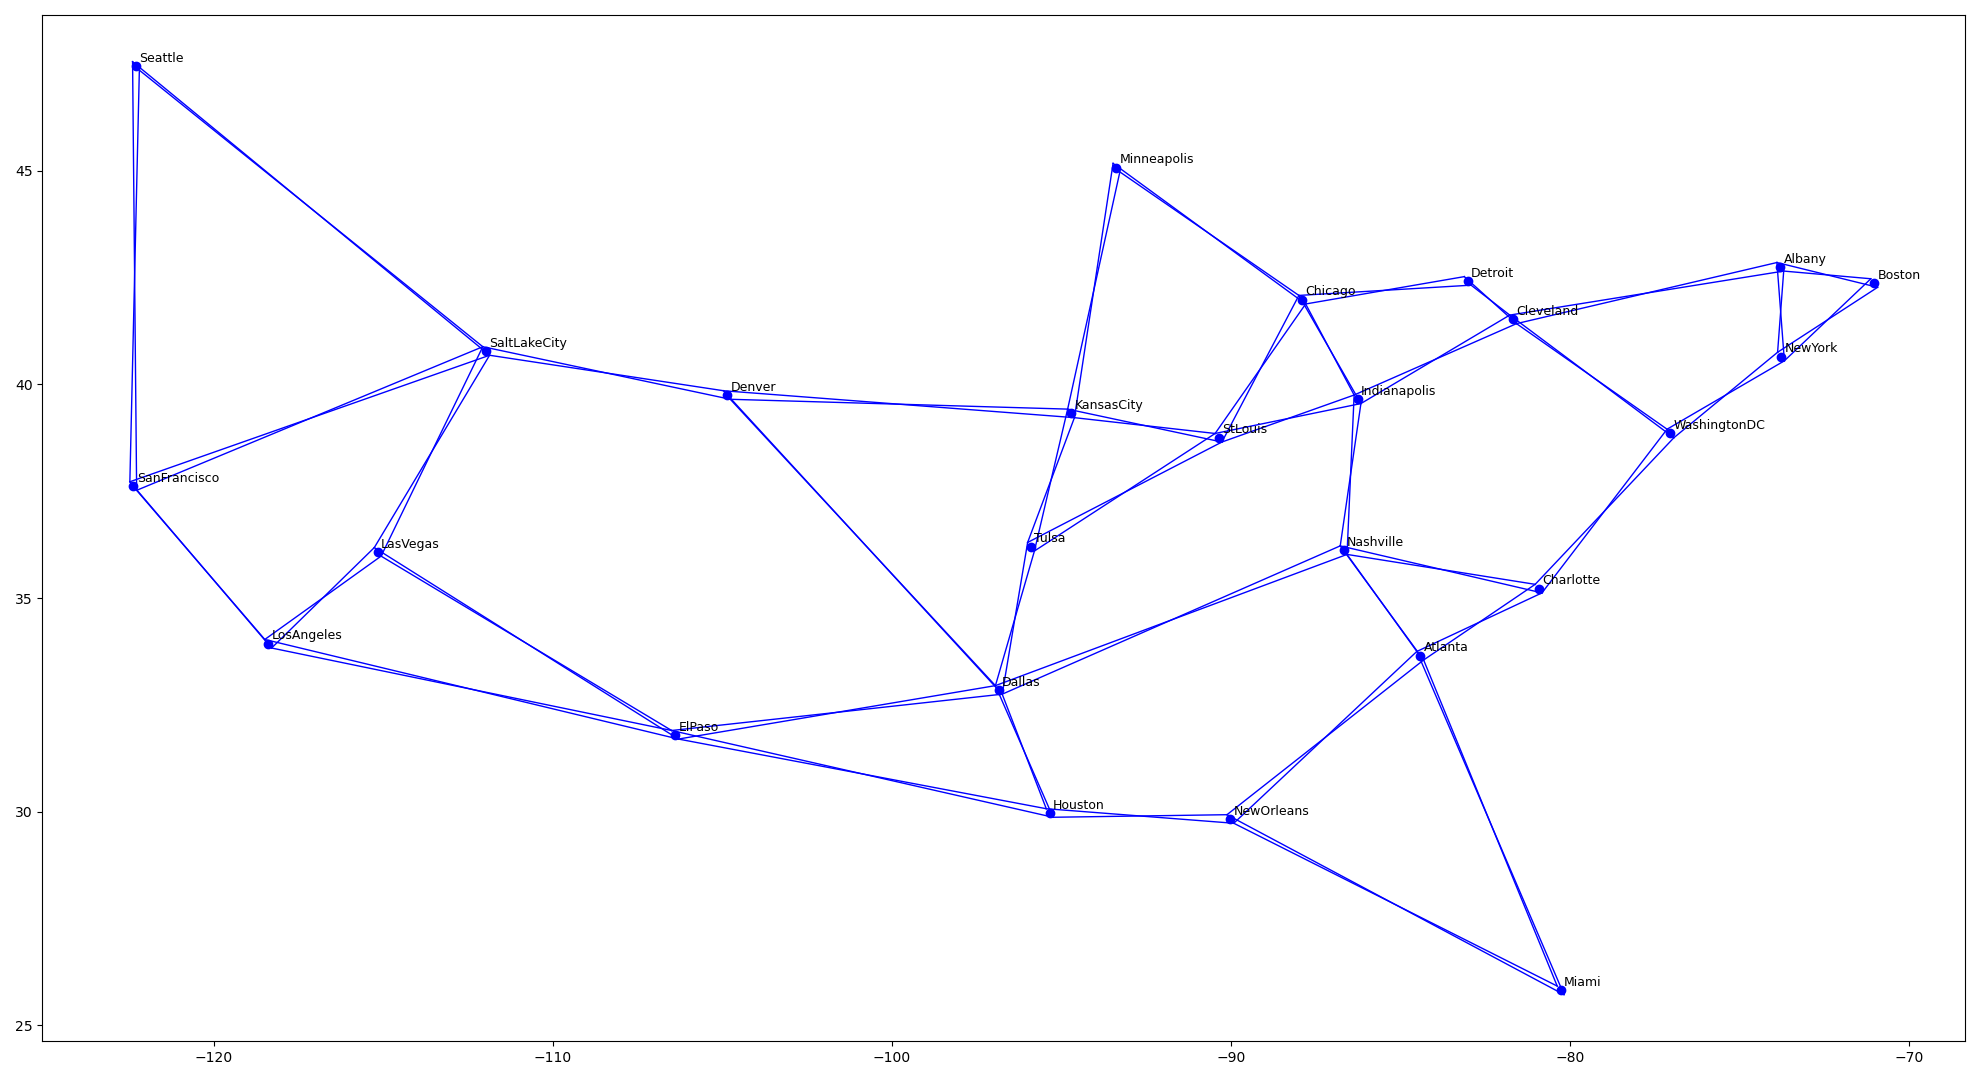 Seattle
Minneapolis
Albany
Detroit
Boston
Chicago
Cleveland
SaltLakeCity
NewYork
Denver
Indianapolis
KansasCity
StLouis
WashingtonDC
SanFrancisco
LasVegas
Tulsa
Nashville
Charlotte
LosAngeles
Atlanta
Dallas
ElPaso
Houston
NewOrleans
Miami
45
40
35
30
25
−120
−110
−100
−90
−80
−70